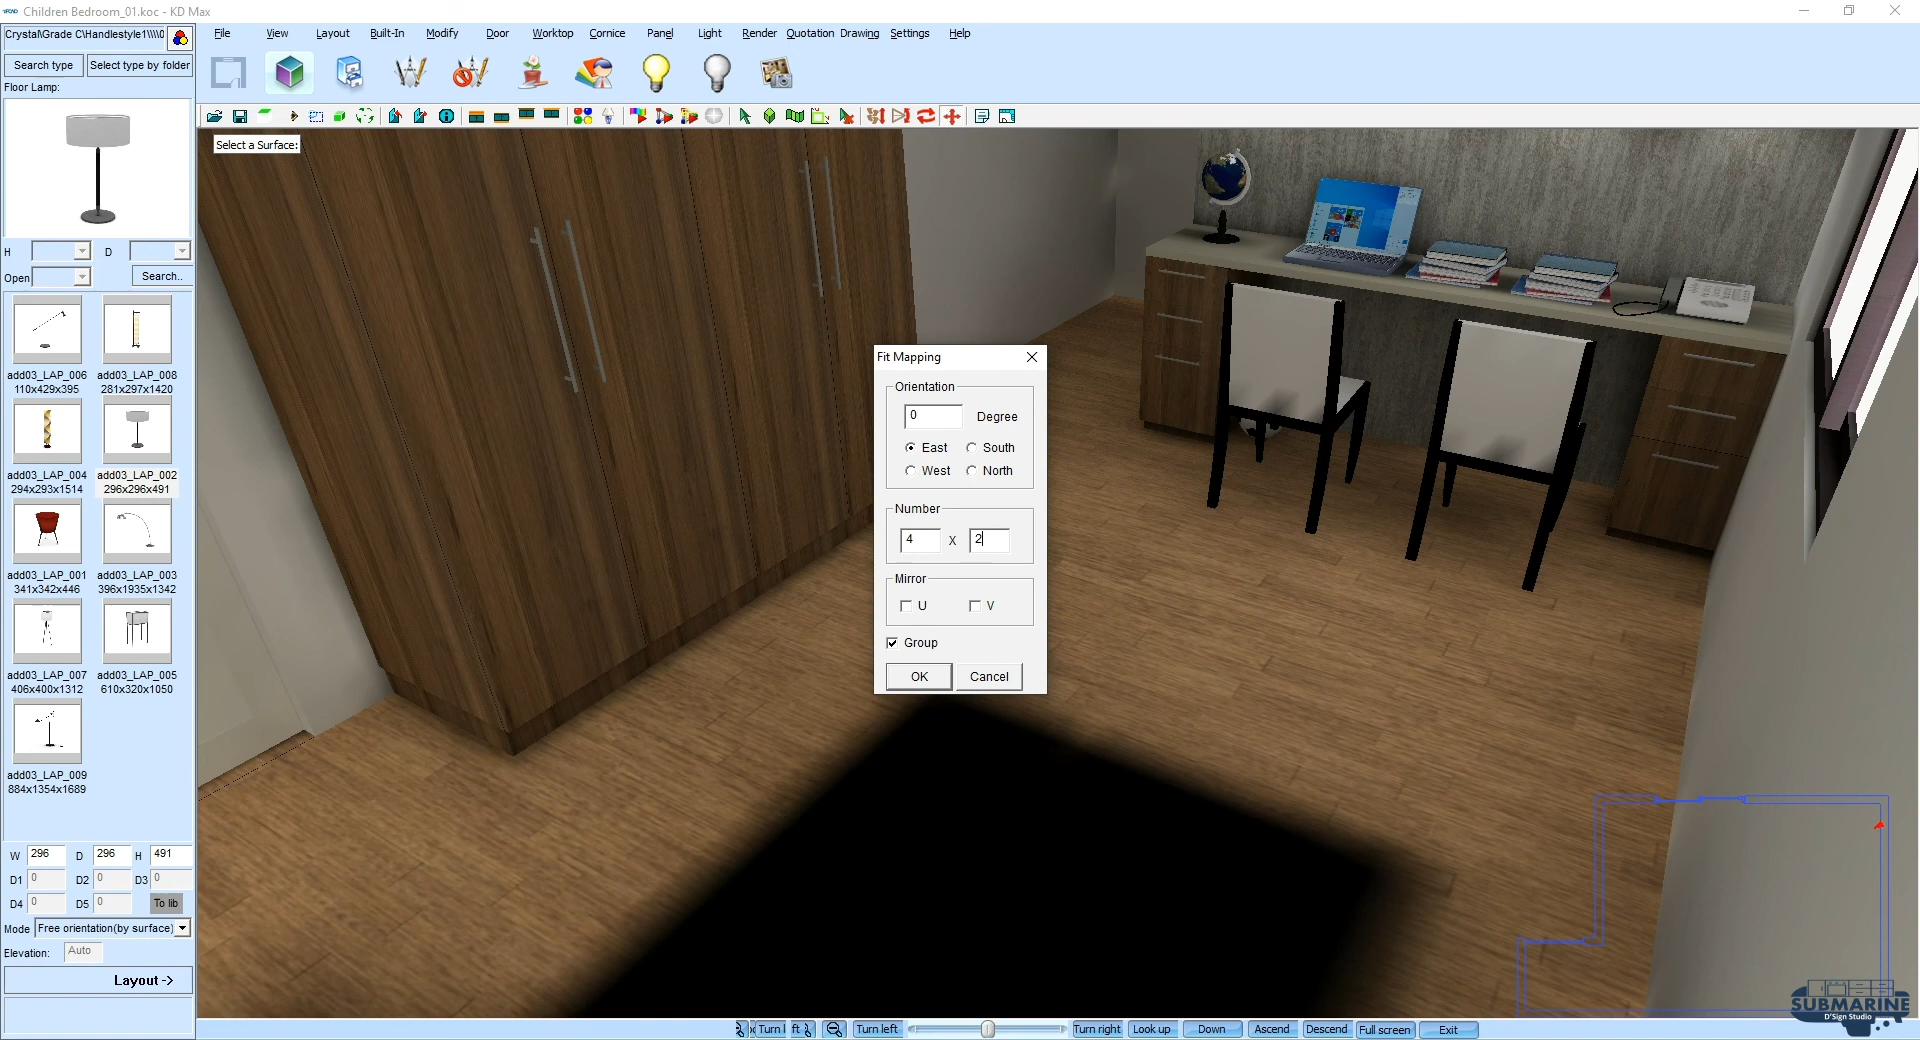 Children Bedroom_01.koc - KD Max
Crystal\Grade C\Handlestyle1\\\\0
File View Layout Built-In Modify Door Worktop Cornice Panel Light Render Quotation Drawing Settings Help
Search type Select type by folder
Floor Lamp:
Select a Surface:
H D
Open Search..
add03_LAP_006 add03_LAP_008
110x429x395 281x297x1420
add03_LAP_004 add03_LAP_002
294x293x1514 296x296x491
add03_LAP_001 add03_LAP_003
341x342x446 396x1935x1342
add03_LAP_007 add03_LAP_005
406x400x1312 610x320x1050
add03_LAP_009
884x1354x1689
W 296 D 296 H 491
D1 0 D2 0 D3 0
D4 0 D5 0 To lib
Mode Free orientation(by surface)
Elevation: Auto
Layout ->
Fit Mapping
Orientation
0 Degree
East South
West North
Number
4 X 2
Mirror
U V
Group
OK Cancel
Turn left Turn right Look up Down Ascend Descend Full screen Exit
SUBMARINE
D'Sign Studio